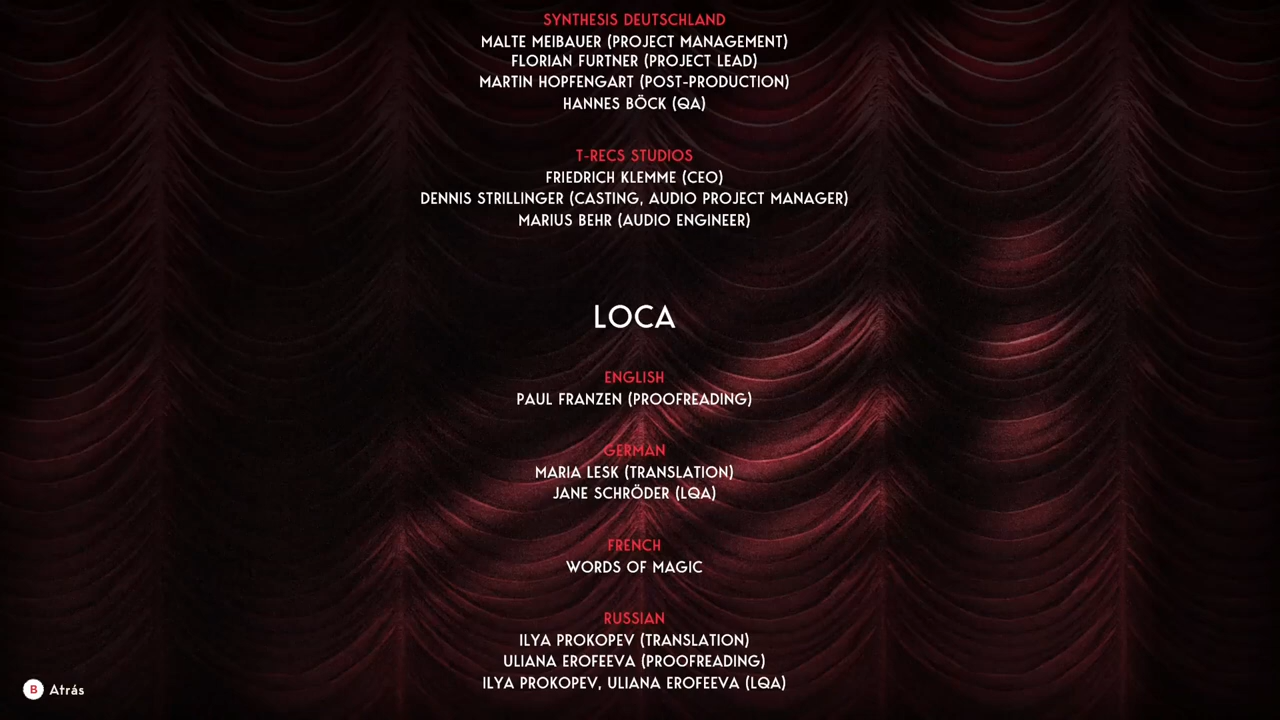 SYNTHESIS DEUTSCHLAND
MALTE MEIBAUER (PROJECT MANAGEMENT)
FLORIAN FURTNER (PROJECT LEAD)
MARTIN HOPFENGART (POST-PRODUCTION)
HANNES BÖCK (QA)
T-RECS STUDIOS
FRIEDRICH KLEMME (CEO)
DENNIS STRILLINGER (CASTING, AUDIO PROJECT MANAGER)
MARIUS BEHR (AUDIO ENGINEER)
LOCA
ENGLISH
PAUL FRANZEN (PROOFREADING)
GERMAN
MARIA LESK (TRANSLATION)
JANE SCHRÖDER (LQA)
FRENCH
WORDS OF MAGIC
RUSSIAN
ILYA PROKOPEV (TRANSLATION)
ULIANA EROFEEVA (PROOFREADING)
ILYA PROKOPEV, ULIANA EROFEEVA (LQA)
B Atrás